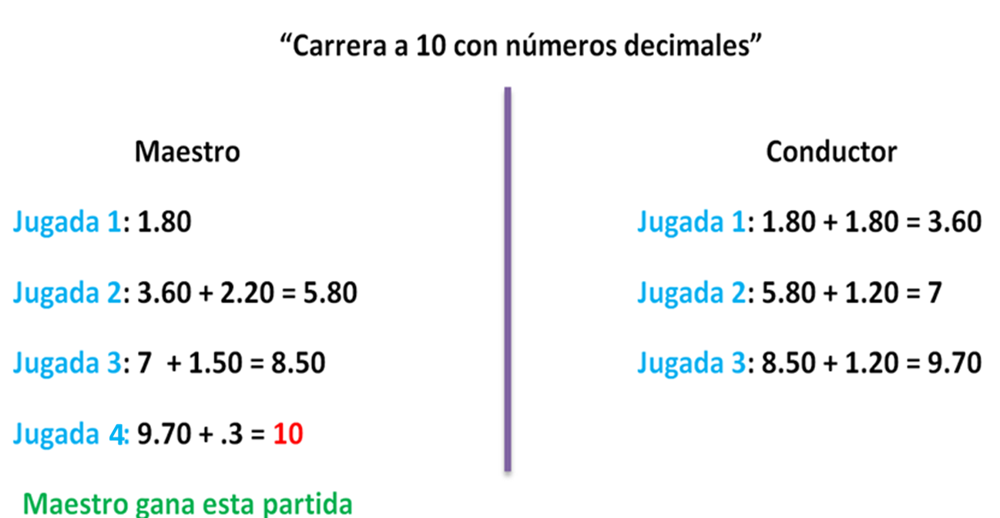 “Carrera a 10 con números decimales”
Maestro
Jugada 1: 1.80
Jugada 2: 3.60 + 2.20 = 5.80
Jugada 3: 7 + 1.50 = 8.50
Jugada 4: 9.70 + .3 = 10
Maestro gana esta partida
Conductor
Jugada 1: 1.80 + 1.80 = 3.60
Jugada 2: 5.80 + 1.20 = 7
Jugada 3: 8.50 + 1.20 = 9.70